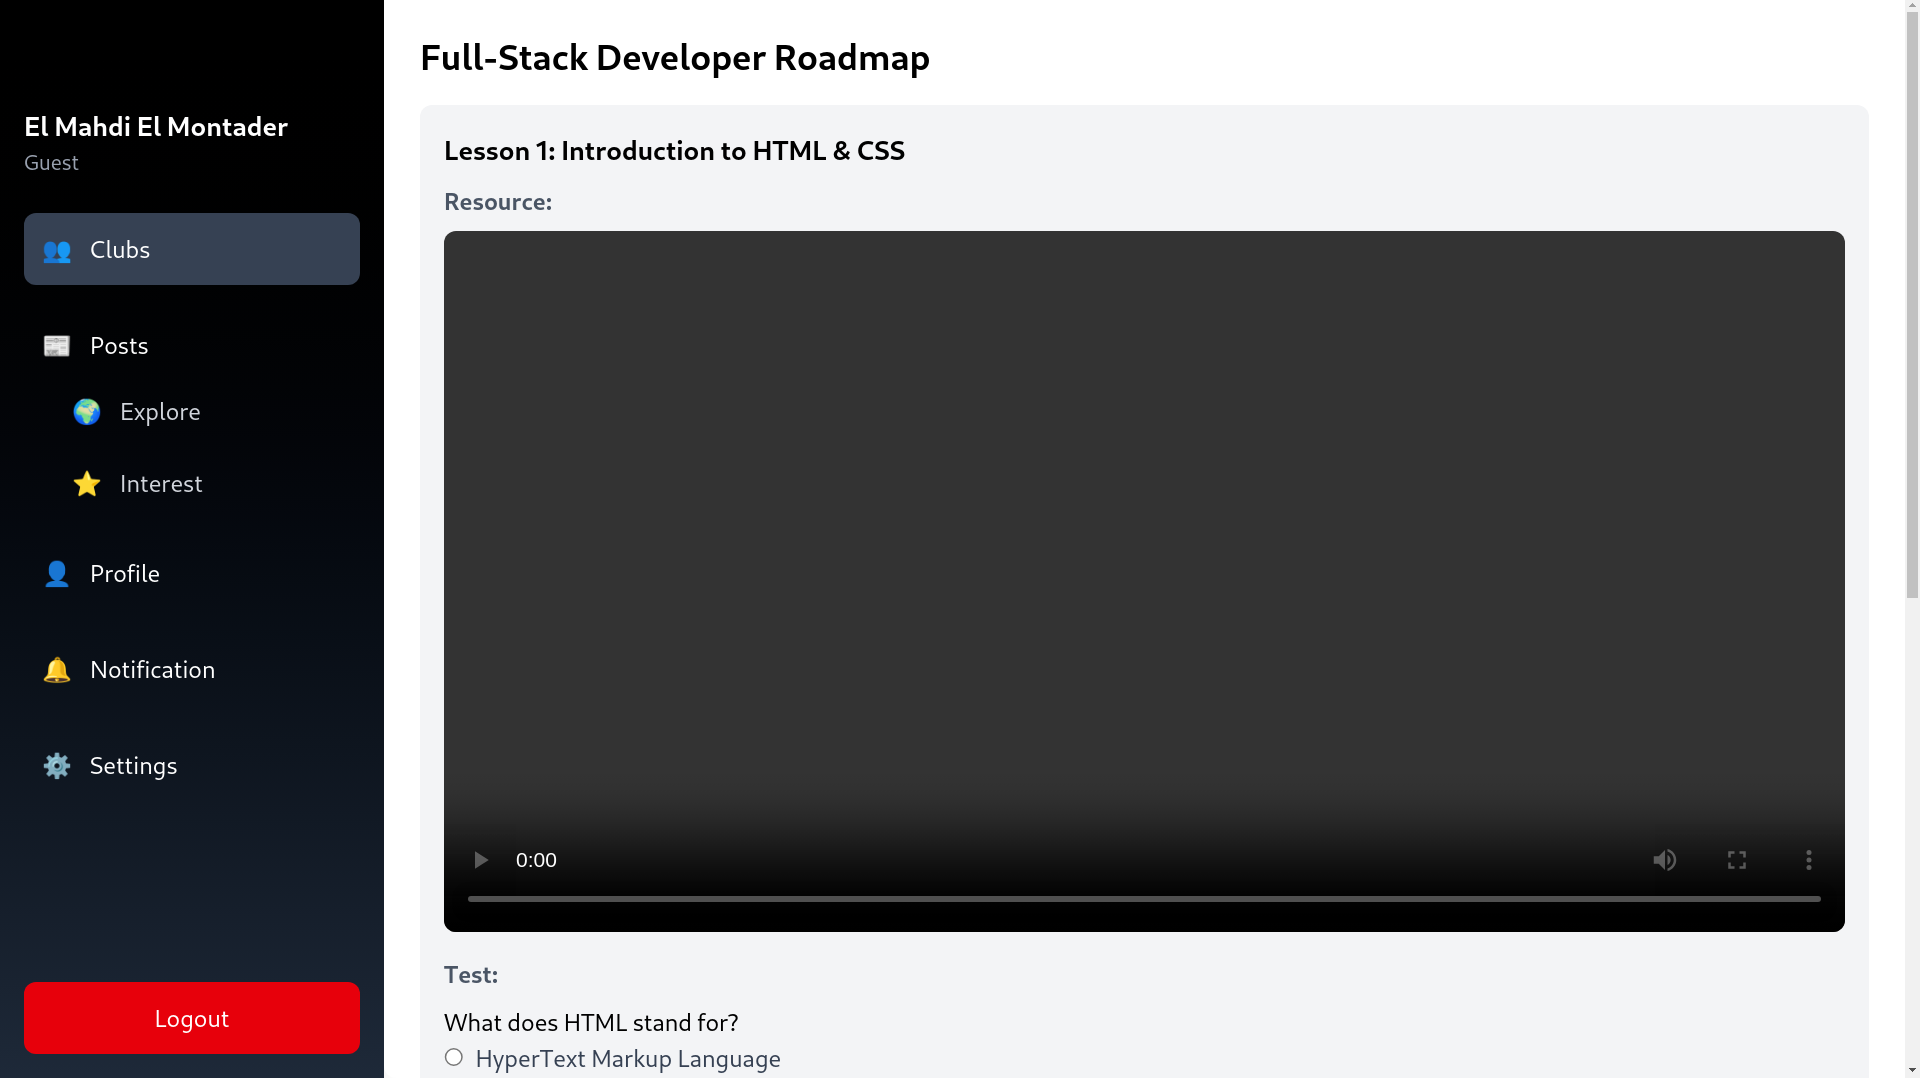 El Mahdi El Montader
Guest
Clubs
Posts
Explore
Interest
Profile
Notification
Settings
Logout
Full-Stack Developer Roadmap
Lesson 1: Introduction to HTML & CSS
Resource:
0:00
Test:
What does HTML stand for?
HyperText Markup Language